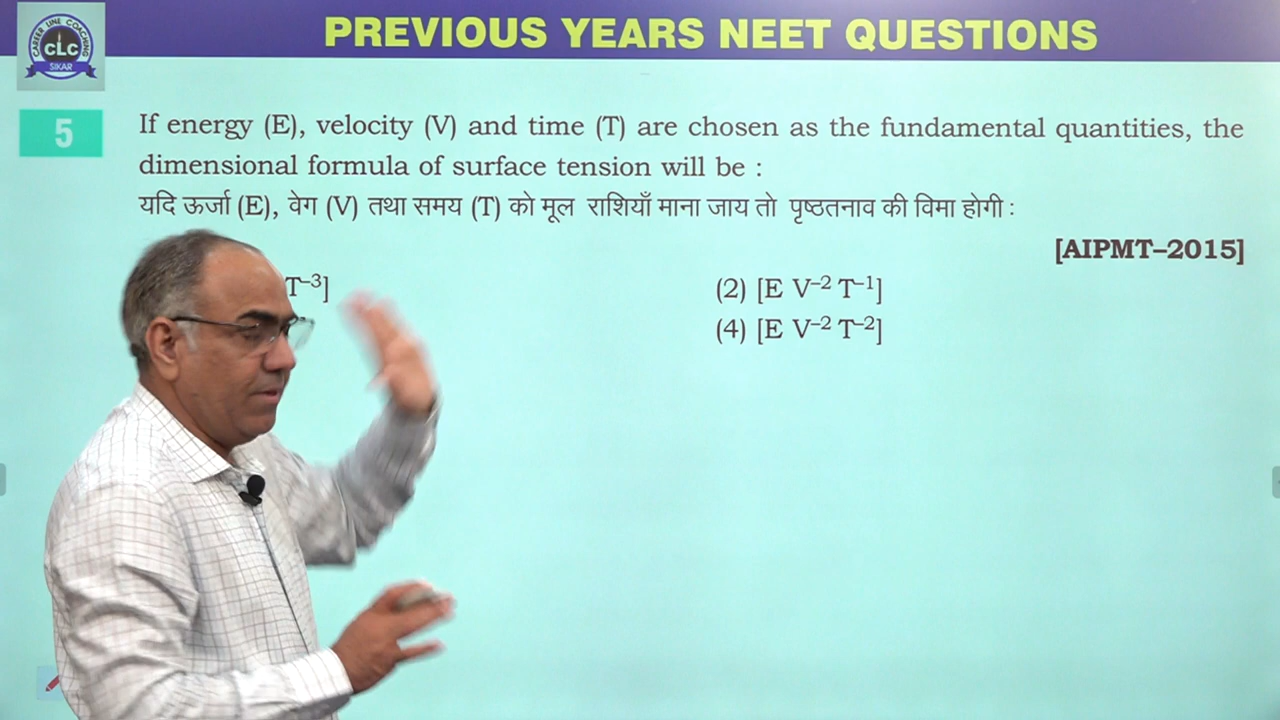 PREVIOUS YEARS NEET QUESTIONS
CAREER LINE COACHING
CLC
SIKAR
5
If energy (E), velocity (V) and time (T) are chosen as the fundamental quantities, the
dimensional formula of surface tension will be :
यदि ऊर्जा (E), वेग (V) तथा समय (T) को मूल राशियाँ माना जाय तो पृष्ठतनाव की विमा होगी :
[AIPMT–2015]
T⁻³]
(2) [E V⁻² T⁻¹]
(4) [E V⁻² T⁻²]